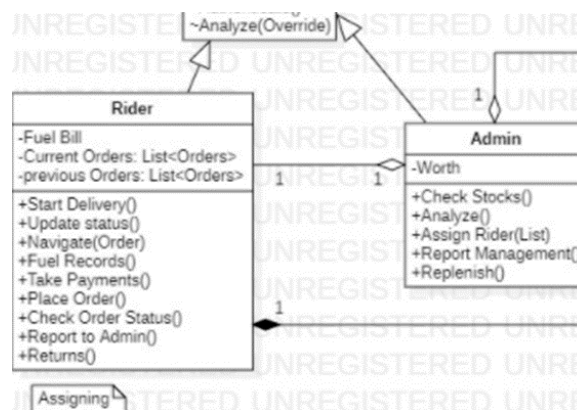 ~Analyze(Override)
Rider
-Fuel Bill
-Current Orders: List<Orders>
-previous Orders: List<Orders>
+Start Delivery()
+Update status()
+Navigate(Order)
+Fuel Records()
+Take Payments()
+Place Order()
+Check Order Status()
+Report to Admin()
+Returns()
1
1
1
1
Admin
-Worth
+Check Stocks()
+Analyze()
+Assign Rider(List)
+Report Management(
+Replenish()
Assigning
UNREGISTERED UNREGISTERED